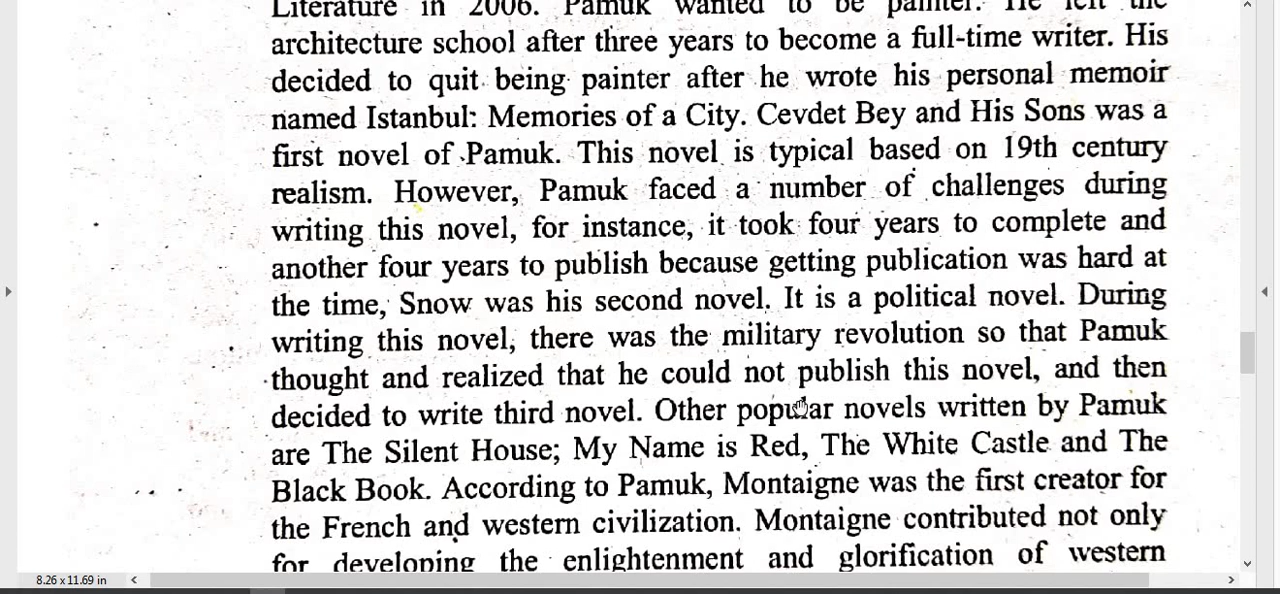 Literature in 2006. Pamuk wanted to be painter. He left the
architecture school after three years to become a full-time writer. His
decided to quit being painter after he wrote his personal memoir
named Istanbul: Memories of a City. Cevdet Bey and His Sons was a
first novel of Pamuk. This novel is typical based on 19th century
realism. However, Pamuk faced a number of challenges during
writing this novel, for instance, it took four years to complete and
another four years to publish because getting publication was hard at
the time, Snow was his second novel. It is a political novel. During
writing this novel, there was the military revolution so that Pamuk
thought and realized that he could not publish this novel, and then
decided to write third novel. Other popular novels written by Pamuk
are The Silent House; My Name is Red, The White Castle and The
Black Book. According to Pamuk, Montaigne was the first creator for
the French and western civilization. Montaigne contributed not only
for developing the enlightenment and glorification of western
8.26 x 11.69 in